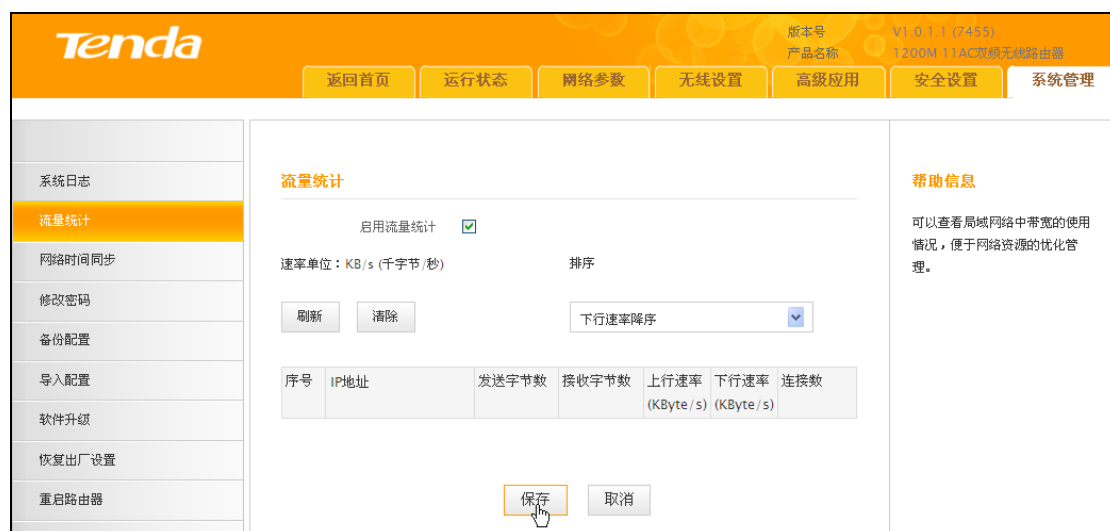 Tenda
版本号 V1.0.1.1 (7455)
产品名称 1200M 11AC双频无线路由器
返回首页 运行状态 网络参数 无线设置 高级应用 安全设置 系统管理
系统日志
流量统计
网络时间同步
修改密码
备份配置
导入配置
软件升级
恢复出厂设置
重启路由器
流量统计
启用流量统计
速率单位：KB/s (千字节/秒) 排序
刷新 清除 下行速率降序
序号 IP地址 发送字节数 接收字节数 上行速率 下行速率 连接数
(KByte/s) (KByte/s)
保存 取消
帮助信息
可以查看局域网络中带宽的使用
情况，便于网络资源的优化管
理。